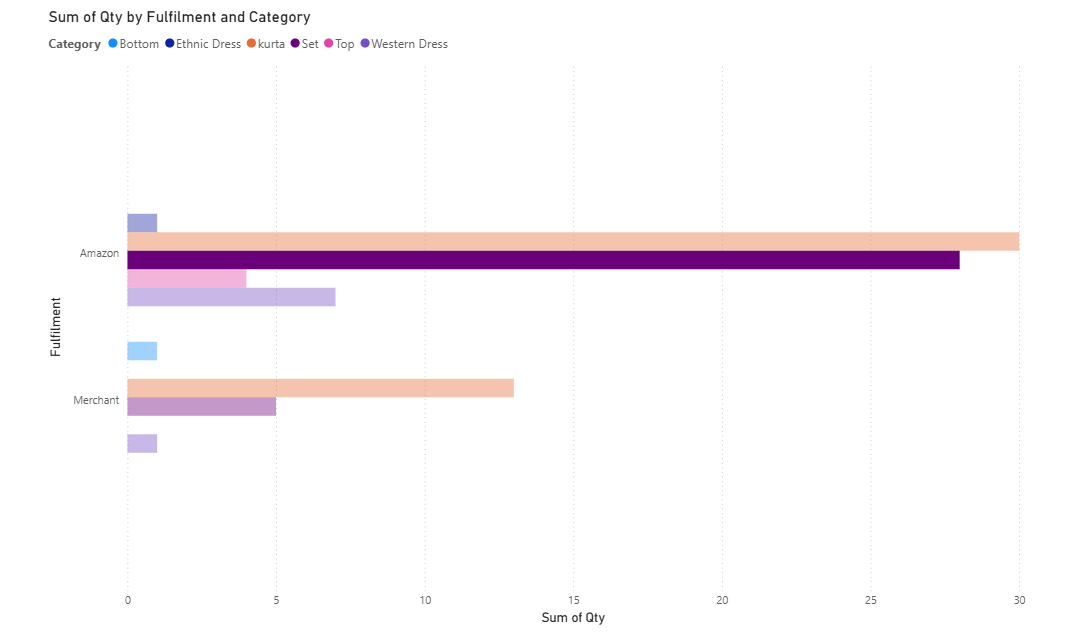 Sum of Qty by Fulfilment and Category
Category Bottom Ethnic Dress kurta Set Top Western Dress
Amazon
Fulfilment
Merchant
0 5 10 15 20 25 30
Sum of Qty